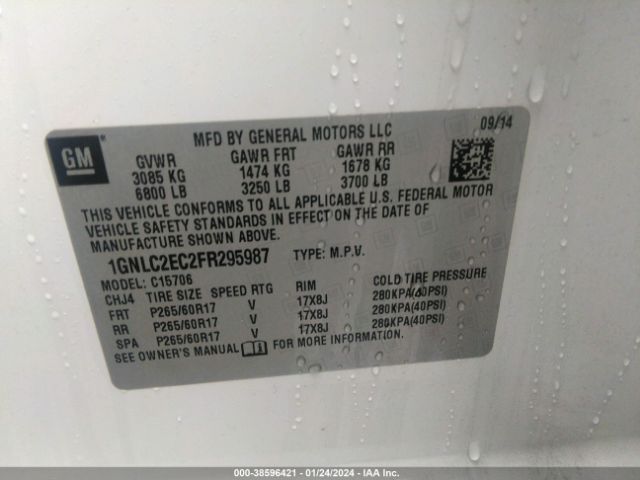 GM
MFD BY GENERAL MOTORS LLC
09/14
GVWR GAWR FRT GAWR RR
3085 KG 1474 KG 1678 KG
6800 LB 3250 LB 3700 LB
THIS VEHICLE CONFORMS TO ALL APPLICABLE U.S. FEDERAL MOTOR
VEHICLE SAFETY STANDARDS IN EFFECT ON THE DATE OF
MANUFACTURE SHOWN ABOVE.
1GNLC2EC2FR295987 TYPE: M.P.V.
MODEL: C15706
CHJ4 TIRE SIZE SPEED RTG RIM COLD TIRE PRESSURE
FRT P265/60R17 V 17X8J 280KPA(40PSI)
RR P265/60R17 V 17X8J 280KPA(40PSI)
SPA P265/60R17 V 17X8J 280KPA(40PSI)
SEE OWNER'S MANUAL FOR MORE INFORMATION.
000-38596421 - 01/24/2024 - IAA Inc.